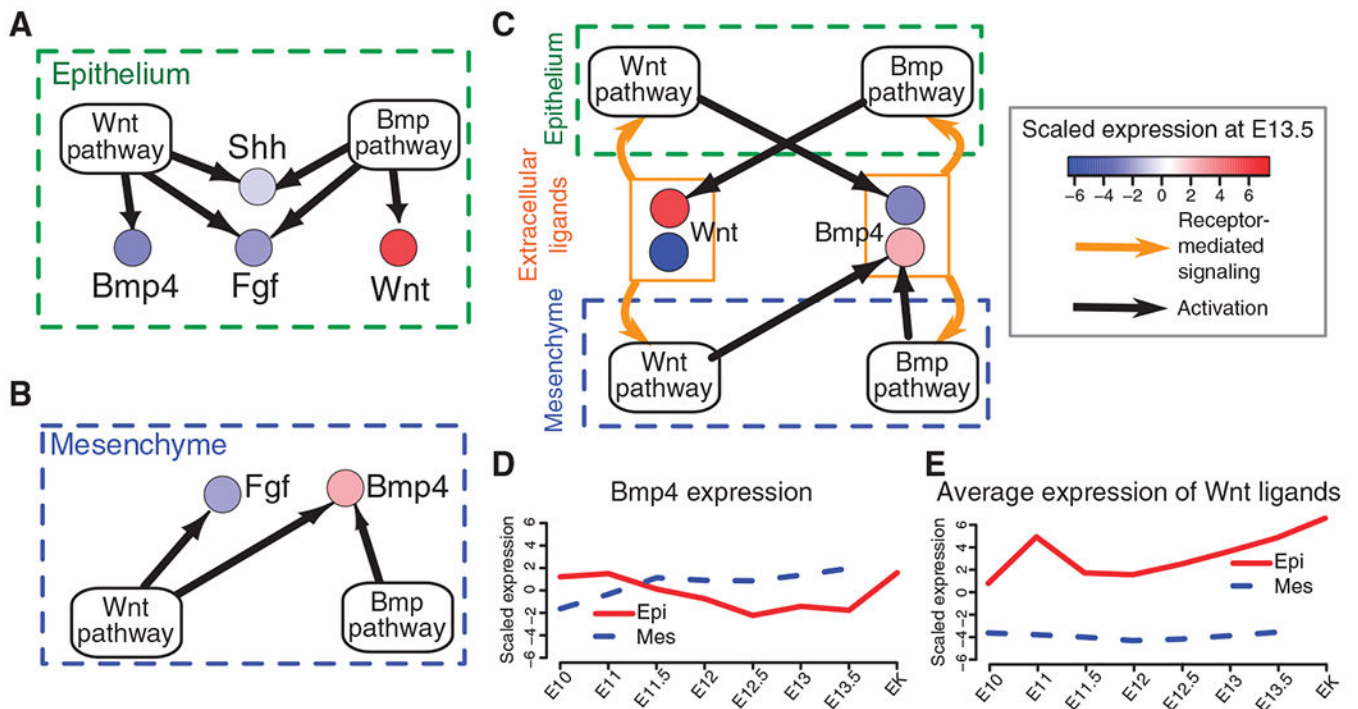 A
Epithelium
Wnt
pathway
Shh
Bmp
pathway
Bmp4
Fgf
Wnt
B
Mesenchyme
Fgf
Bmp4
Wnt
pathway
Bmp
pathway
C
Epithelium
Wnt
pathway
Bmp
pathway
Extracellular
ligands
Wnt
Bmp4
Mesenchyme
Wnt
pathway
Bmp
pathway
Scaled expression at E13.5
−6 −4 −2 0 2 4 6
Receptor-
mediated
signaling
Activation
D
Bmp4 expression
Scaled expression
6
4
2
0
−2
−4
−6
Epi
Mes
E10 E11 E11.5 E12 E12.5 E13 E13.5 EK
E
Average expression of Wnt ligands
Scaled expression
6
4
2
0
−2
−4
−6
Epi
Mes
E10 E11 E11.5 E12 E12.5 E13 E13.5 EK